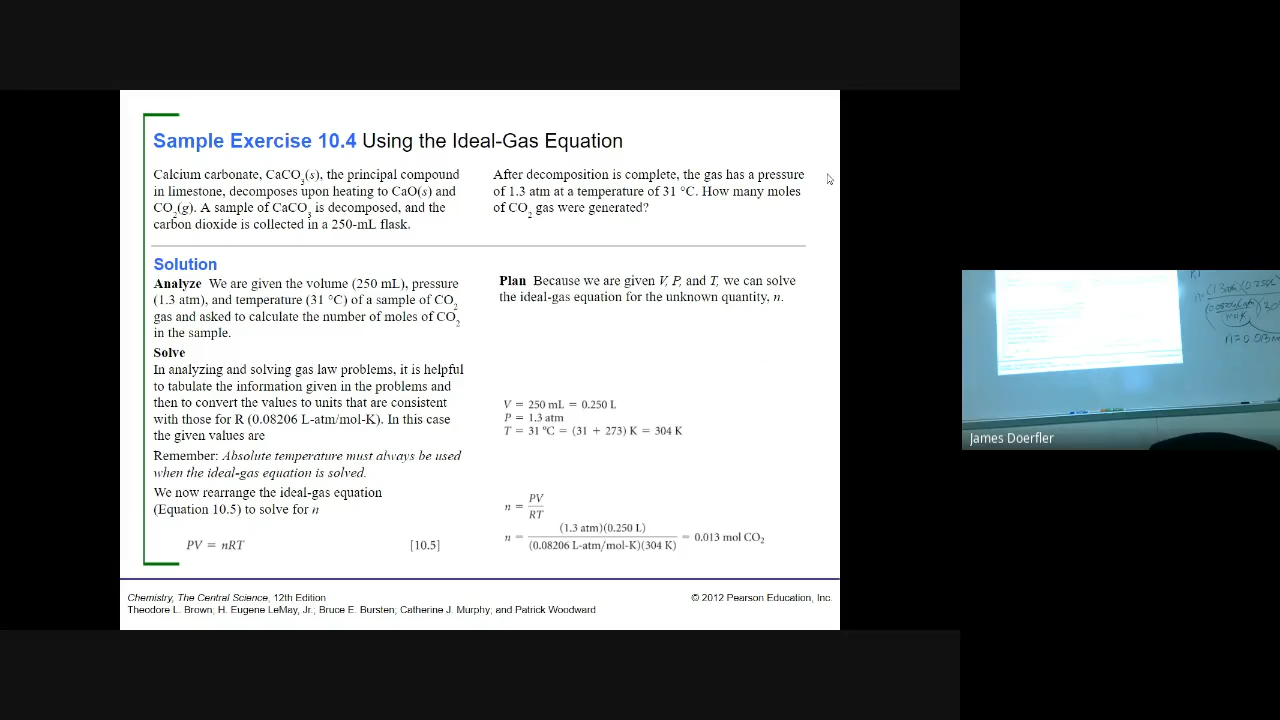 Sample Exercise 10.4 Using the Ideal-Gas Equation
Calcium carbonate, CaCO3(s), the principal compound
in limestone, decomposes upon heating to CaO(s) and
CO2(g). A sample of CaCO3 is decomposed, and the
carbon dioxide is collected in a 250-mL flask.
After decomposition is complete, the gas has a pressure
of 1.3 atm at a temperature of 31 °C. How many moles
of CO2 gas were generated?
Solution
Analyze We are given the volume (250 mL), pressure
(1.3 atm), and temperature (31 °C) of a sample of CO2
gas and asked to calculate the number of moles of CO2
in the sample.
Plan Because we are given V, P, and T, we can solve
the ideal-gas equation for the unknown quantity, n.
Solve
In analyzing and solving gas law problems, it is helpful
to tabulate the information given in the problems and
then to convert the values to units that are consistent
with those for R (0.08206 L-atm/mol-K). In this case
the given values are
V = 250 mL = 0.250 L
P = 1.3 atm
T = 31 °C = (31 + 273) K = 304 K
Remember: Absolute temperature must always be used
when the ideal-gas equation is solved.
We now rearrange the ideal-gas equation
(Equation 10.5) to solve for n
PV = nRT [10.5]
n = PV / RT
n = (1.3 atm)(0.250 L) / (0.08206 L-atm/mol-K)(304 K) = 0.013 mol CO2
Chemistry, The Central Science, 12th Edition
Theodore L. Brown; H. Eugene LeMay, Jr.; Bruce E. Bursten; Catherine J. Murphy; and Patrick Woodward
© 2012 Pearson Education, Inc.
James Doerfler